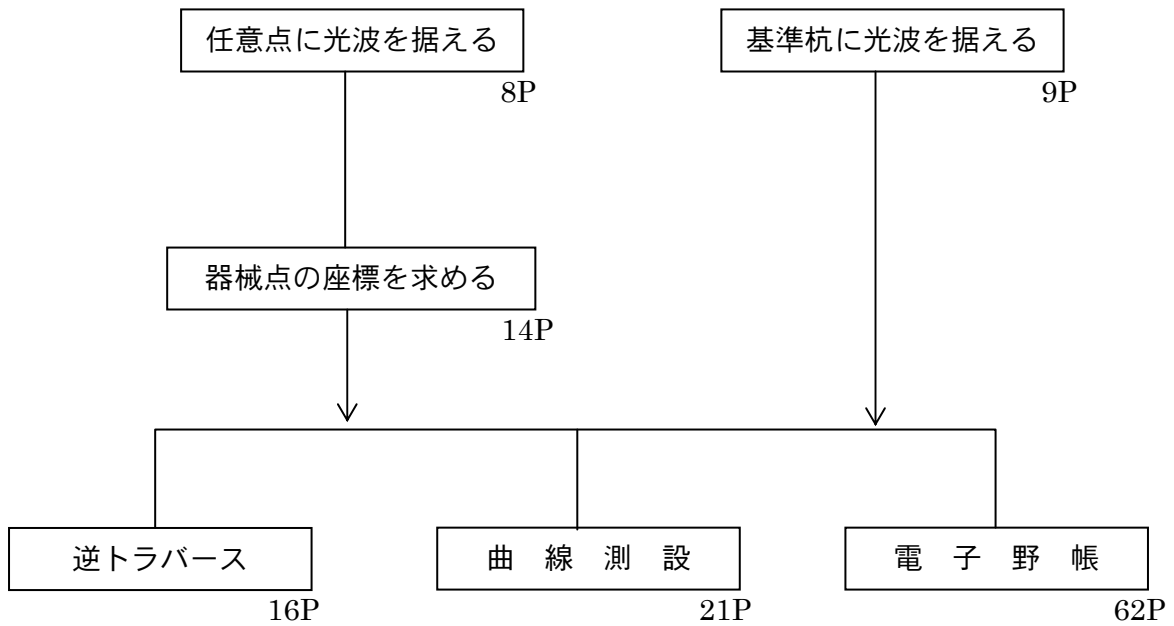 任意点に光波を据える
基準杭に光波を据える
8P
9P
器械点の座標を求める
14P
逆トラバース
曲　線　測　設
電　子　野　帳
16P
21P
62P